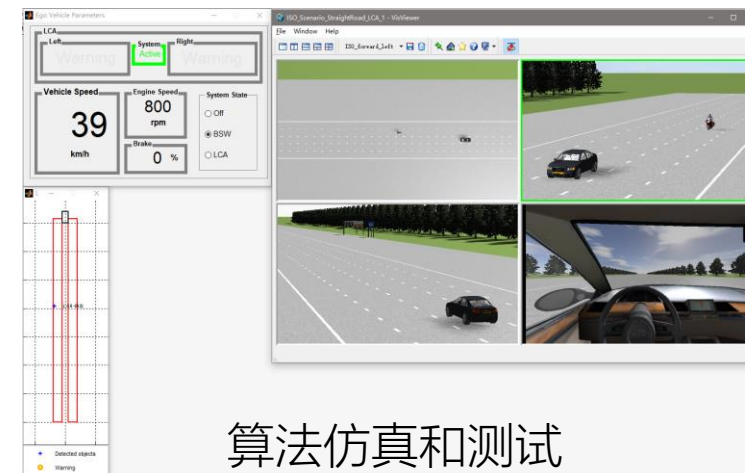 Ego Vehicle Parameters
LCA
Left
System
Right
Warning
Active
Warning
Vehicle Speed
Engine Speed
System State
39
km/h
800
rpm
Off
BSW
LCA
Brake
0 %
ISO_Scenario_StraightRoad_LCA_1 - VisViewer
File Window Help
ISO_forward_left
Detected objects
Warning
算法仿真和测试